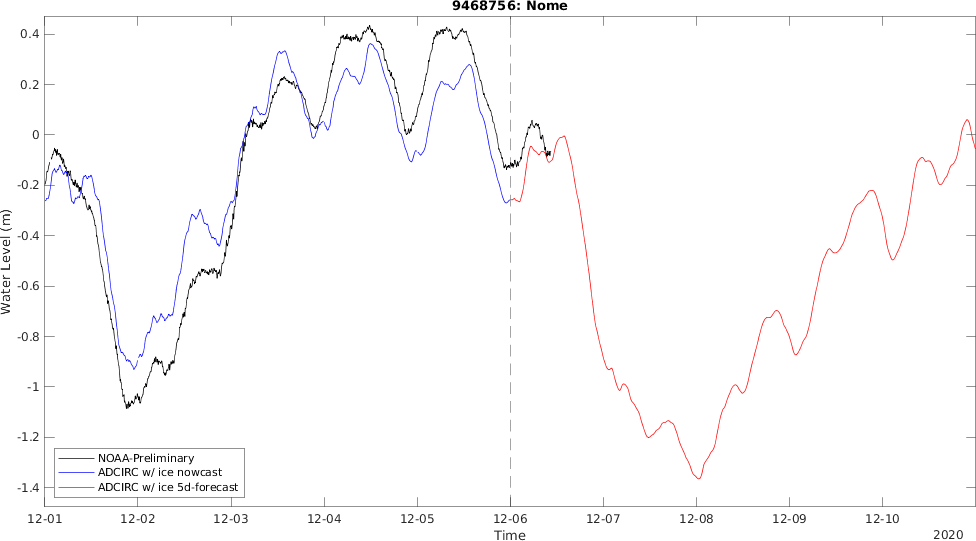 9468756: Nome
0.4
0.2
0
-0.2
-0.4
-0.6
-0.8
-1
-1.2
-1.4
Water Level (m)
NOAA-Preliminary
ADCIRC w/ ice nowcast
ADCIRC w/ ice 5d-forecast
12-01 12-02 12-03 12-04 12-05 12-06 12-07 12-08 12-09 12-10
Time
2020